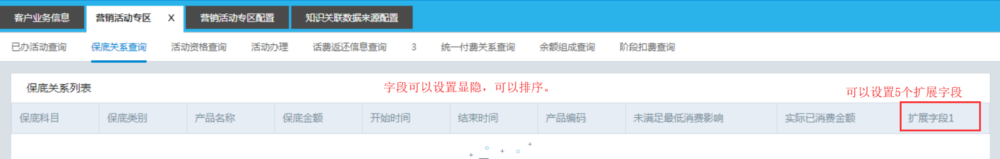 客户业务信息 营销活动专区 X 营销活动专区配置 知识关联数据来源配置
已办活动查询 保底关系查询 活动资格查询 活动办理 话费返还信息查询 3 统一付费关系查询 余额组成查询 阶段扣费查询
保底关系列表 字段可以设置显隐，可以排序。
可以设置5个扩展字段
保底科目 保底类别 产品名称 保底金额 开始时间 结束时间 产品编码 未满足最低消费影响 实际已消费金额 扩展字段1